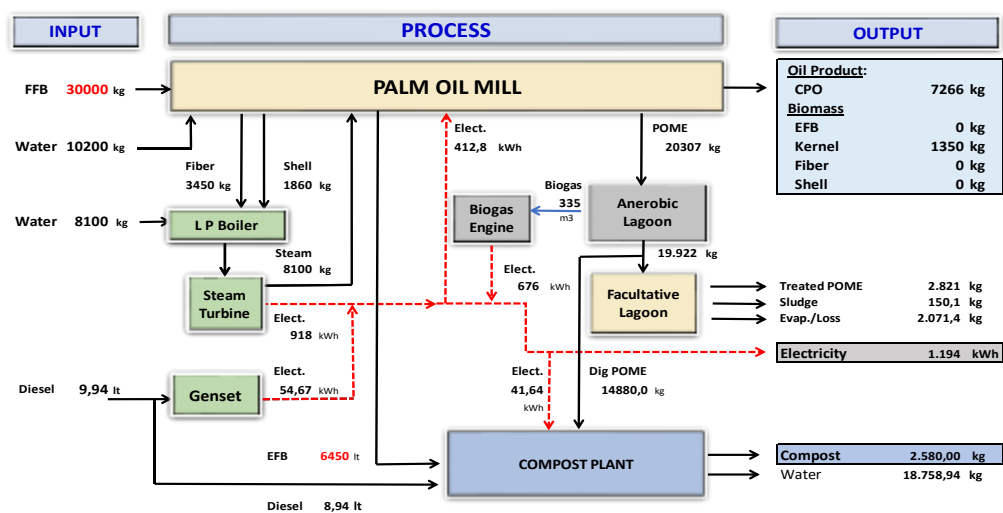 INPUT
PROCESS
OUTPUT
FFB 30000 kg
PALM OIL MILL
Oil Product:
CPO 7266 kg
Biomass
EFB 0 kg
Kernel 1350 kg
Fiber 0 kg
Shell 0 kg
Water 10200 kg
Elect.
412,8 kWh
POME
20307 kg
Fiber
3450 kg
Shell
1860 kg
Water 8100 kg
L P Boiler
Biogas
335
m3
Biogas
Engine
Anerobic
Lagoon
Steam
8100 kg
19.922 kg
Steam
Turbine
Elect.
918 kWh
Elect.
676 kWh
Facultative
Lagoon
Treated POME 2.821 kg
Sludge 150,1 kg
Evap./Loss 2.071,4 kg
Electricity 1.194 kWh
Diesel 9,94 lt
Genset
Elect.
54,67 kWh
Elect.
41,64
kWh
Dig POME
14880,0 kg
EFB 6450 lt
COMPOST PLANT
Compost 2.580,00 kg
Water 18.758,94 kg
Diesel 8,94 lt